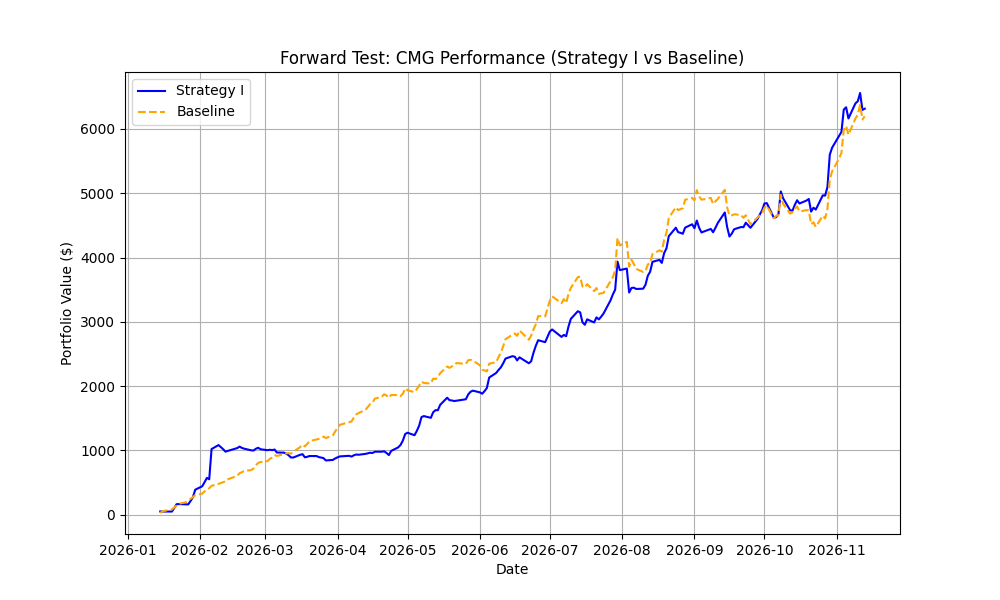 Forward Test: CMG Performance (Strategy I vs Baseline)
Strategy I
Baseline
Portfolio Value ($)
6000
5000
4000
3000
2000
1000
0
2026-01 2026-02 2026-03 2026-04 2026-05 2026-06 2026-07 2026-08 2026-09 2026-10 2026-11
Date